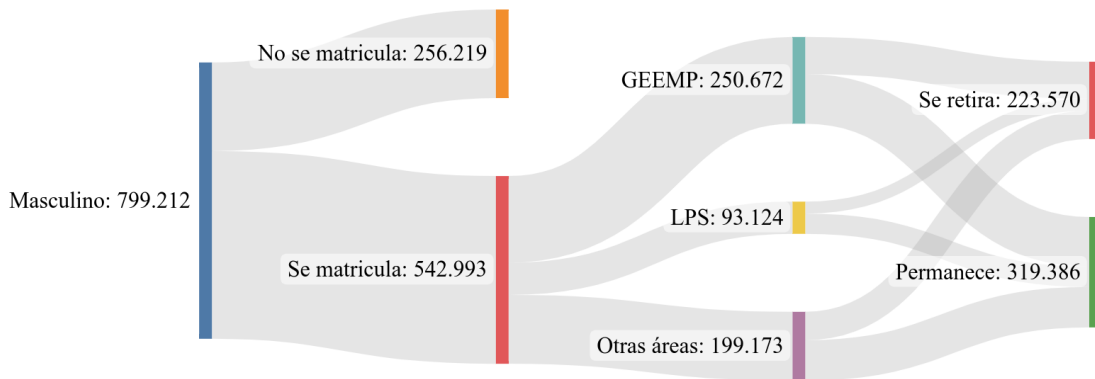 No se matricula: 256.219
GEEMP: 250.672
Se retira: 223.570
Masculino: 799.212
LPS: 93.124
Se matricula: 542.993
Permanece: 319.386
Otras áreas: 199.173